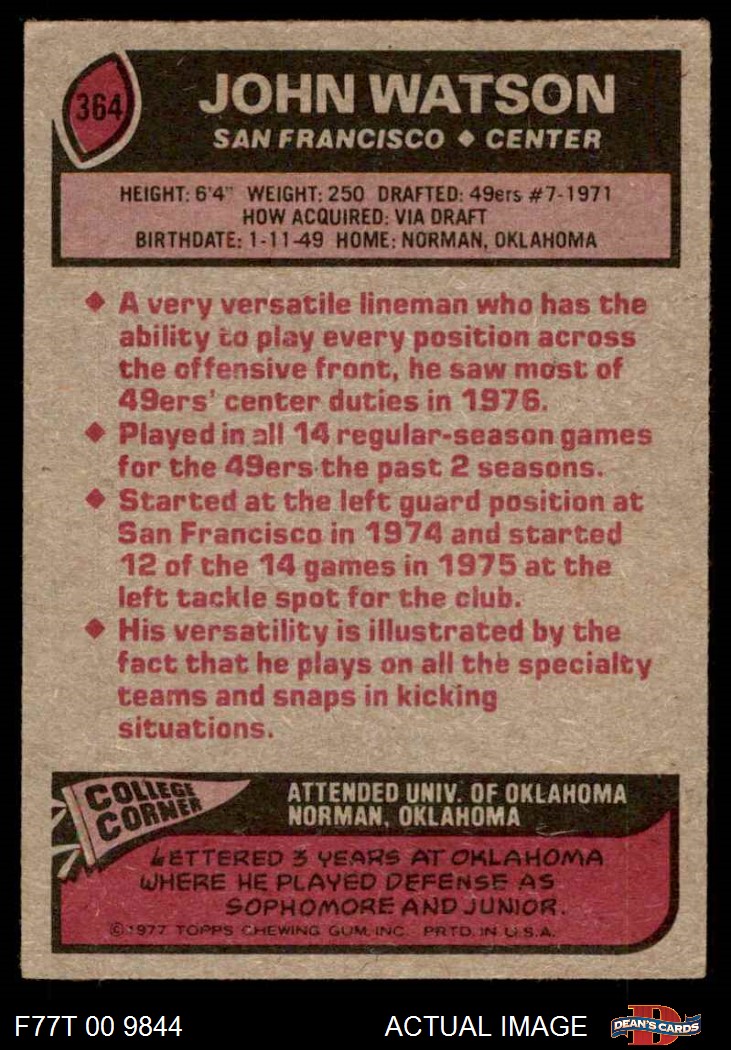 364
JOHN WATSON
SAN FRANCISCO ◆ CENTER
HEIGHT: 6'4" WEIGHT: 250 DRAFTED: 49ers #7-1971
HOW ACQUIRED: VIA DRAFT
BIRTHDATE: 1-11-49 HOME: NORMAN, OKLAHOMA
◆ A very versatile lineman who has the
ability to play every position across
the offensive front, he saw most of
49ers' center duties in 1976.
◆ Played in all 14 regular-season games
for the 49ers the past 2 seasons.
◆ Started at the left guard position at
San Francisco in 1974 and started
12 of the 14 games in 1975 at the
left tackle spot for the club.
◆ His versatility is illustrated by the
fact that he plays on all the specialty
teams and snaps in kicking
situations.
COLLEGE
CORNER
ATTENDED UNIV. OF OKLAHOMA
NORMAN, OKLAHOMA
LETTERED 3 YEARS AT OKLAHOMA
WHERE HE PLAYED DEFENSE AS
SOPHOMORE AND JUNIOR.
©1977 TOPPS CHEWING GUM, INC. PRTD. IN U.S.A.
F77T 00 9844
ACTUAL IMAGE
D
DEAN'S CARDS